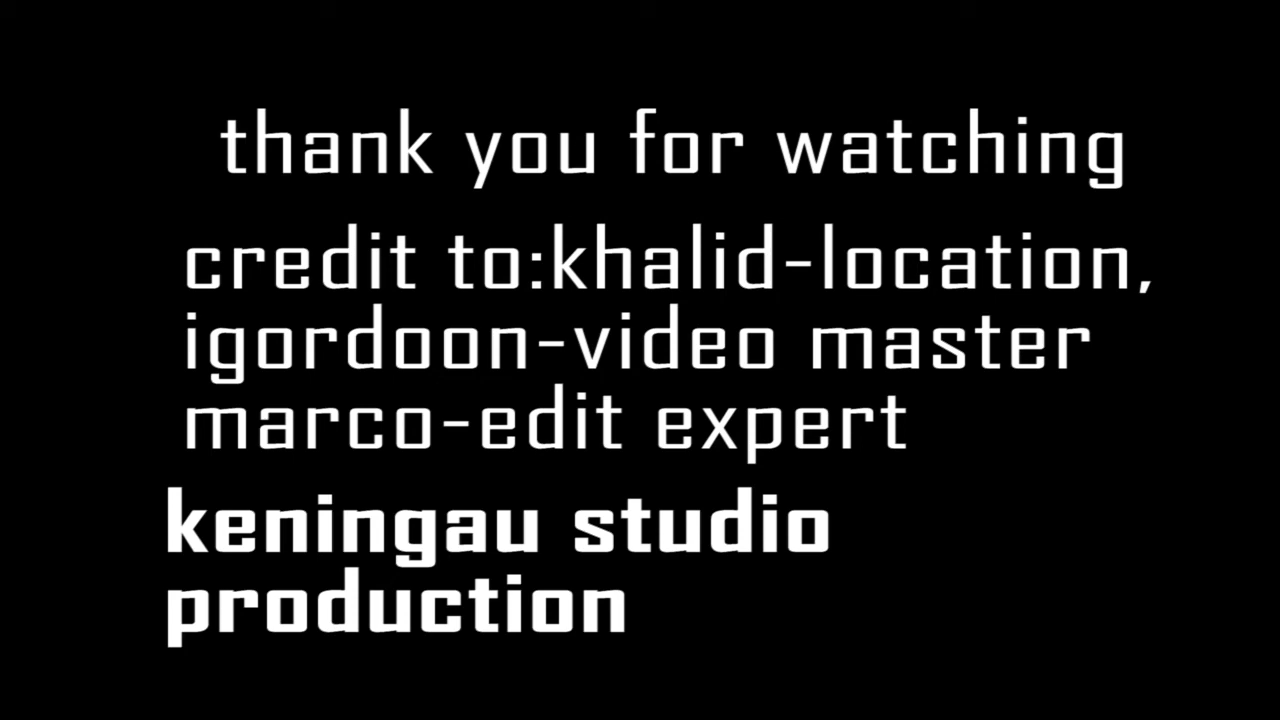 thank you for watching
credit to:khalid-location,
igordoon-video master
marco-edit expert
keningau studio
production